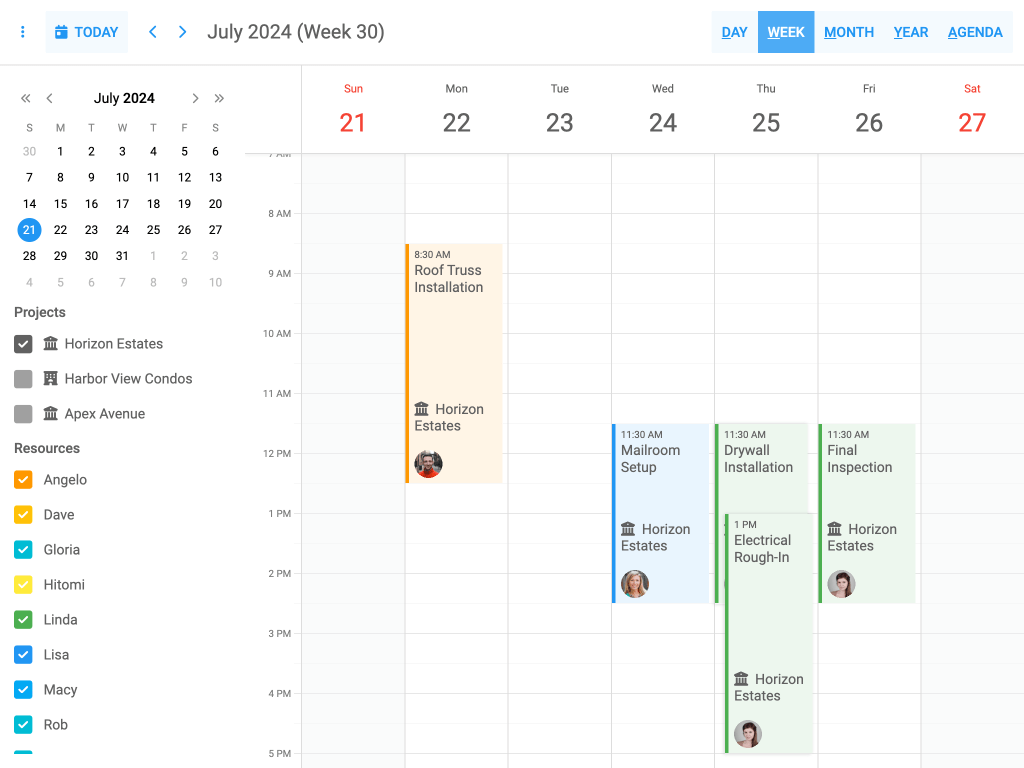 TODAY
July 2024 (Week 30)
DAY WEEK MONTH YEAR AGENDA
July 2024
S M T W T F S
30 1 2 3 4 5 6
7 8 9 10 11 12 13
14 15 16 17 18 19 20
21 22 23 24 25 26 27
28 29 30 31 1 2 3
4 5 6 7 8 9 10
Projects
Horizon Estates
Harbor View Condos
Apex Avenue
Resources
Angelo
Dave
Gloria
Hitomi
Linda
Lisa
Macy
Rob
Sun Mon Tue Wed Thu Fri Sat
21 22 23 24 25 26 27
7 AM
8 AM
9 AM
10 AM
11 AM
12 PM
1 PM
2 PM
3 PM
4 PM
5 PM
8:30 AM
Roof Truss
Installation
Horizon
Estates
11:30 AM
Mailroom
Setup
Horizon
Estates
11:30 AM
Drywall
Installation
1 PM
Electrical
Rough-In
Horizon
Estates
11:30 AM
Final
Inspection
Horizon
Estates